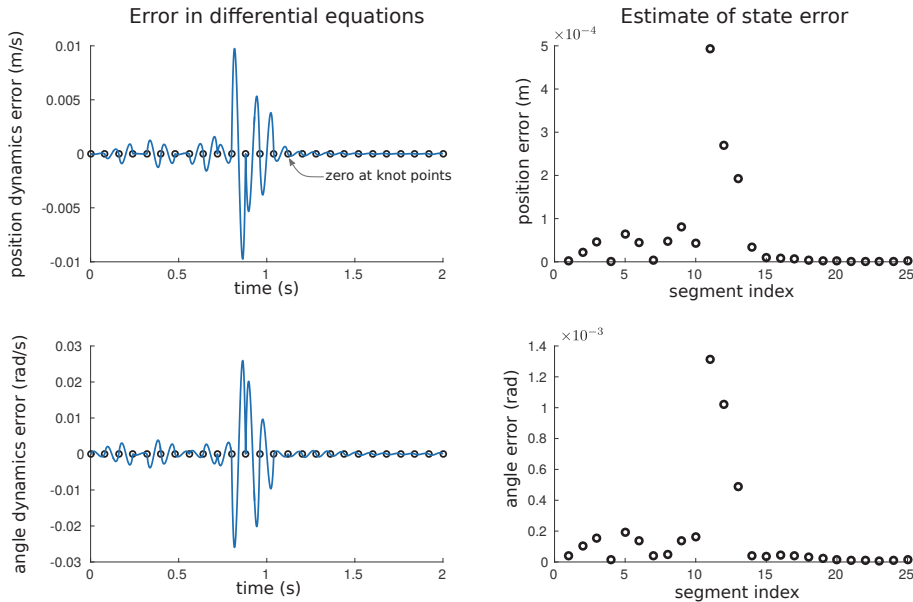 Error in differential equations
position dynamics error (m/s)
0.01
0.005
0
-0.005
-0.01
zero at knot points
0 0.5 1 1.5 2
time (s)
Estimate of state error
×10⁻⁴
position error (m)
5
4
3
2
1
0
0 5 10 15 20 25
segment index
angle dynamics error (rad/s)
0.03
0.02
0.01
0
-0.01
-0.02
-0.03
0 0.5 1 1.5 2
time (s)
×10⁻³
angle error (rad)
1.4
1.2
1
0.8
0.6
0.4
0.2
0
0 5 10 15 20 25
segment index